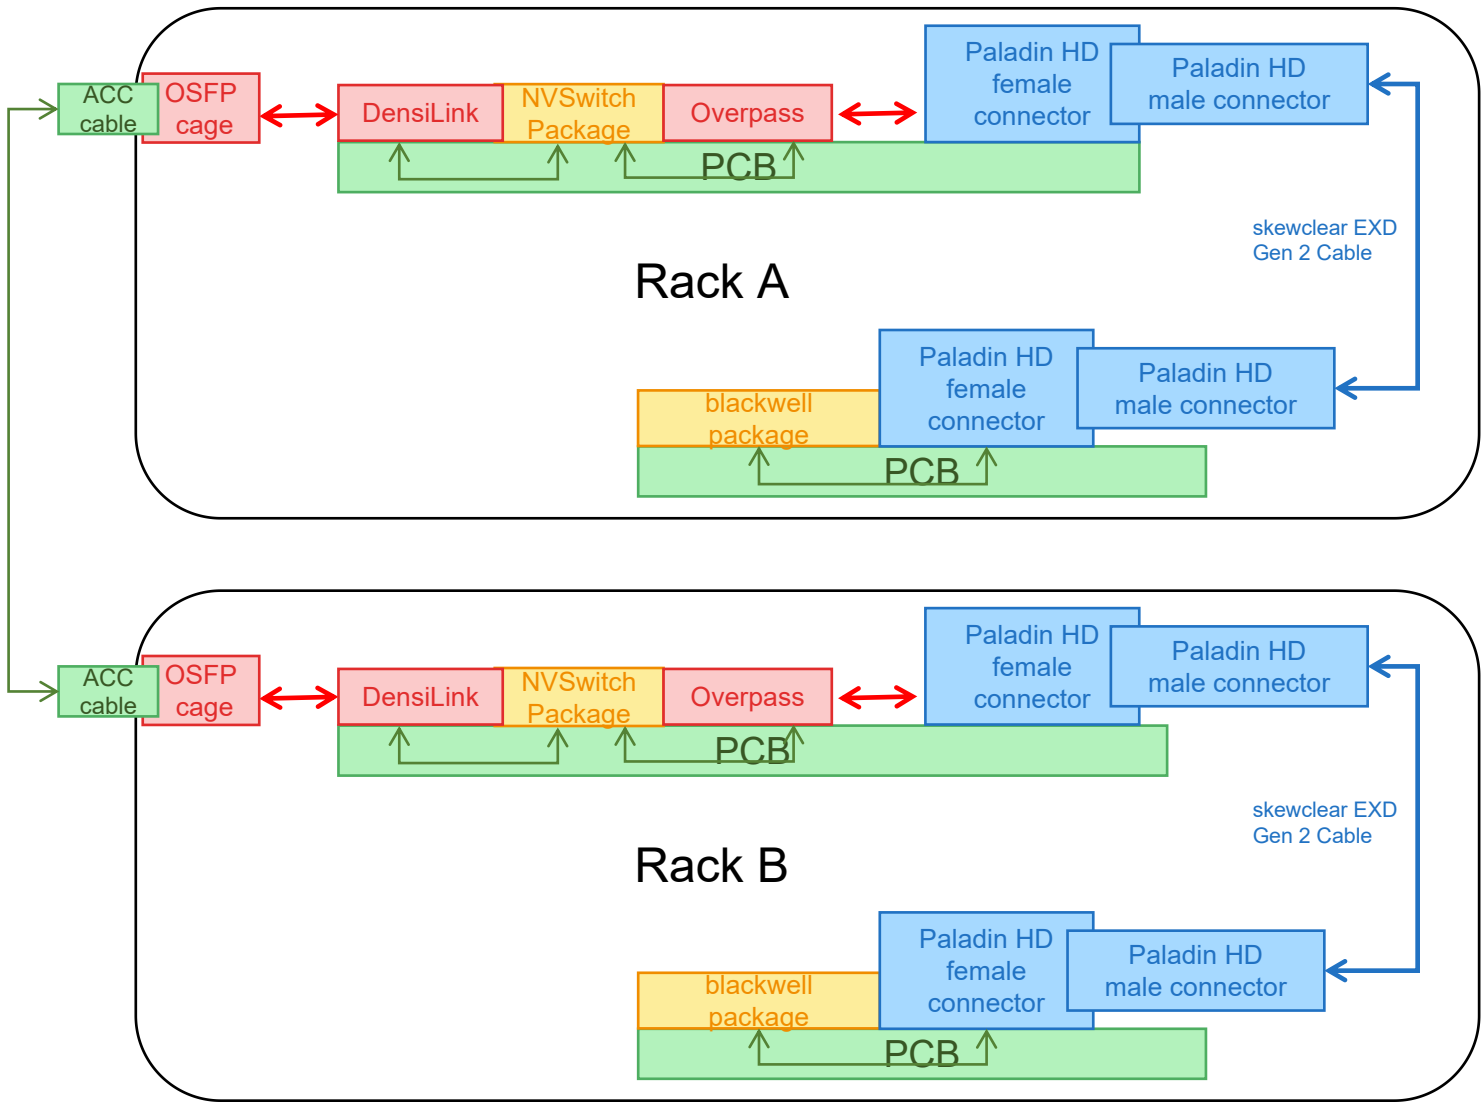 ACC
cable
OSFP
cage
DensiLink
NVSwitch
Package
Overpass
Paladin HD
female
connector
Paladin HD
male connector
PCB
skewclear EXD
Gen 2 Cable
Rack A
blackwell
package
Paladin HD
female
connector
Paladin HD
male connector
PCB
ACC
cable
OSFP
cage
DensiLink
NVSwitch
Package
Overpass
Paladin HD
female
connector
Paladin HD
male connector
PCB
skewclear EXD
Gen 2 Cable
Rack B
blackwell
package
Paladin HD
female
connector
Paladin HD
male connector
PCB